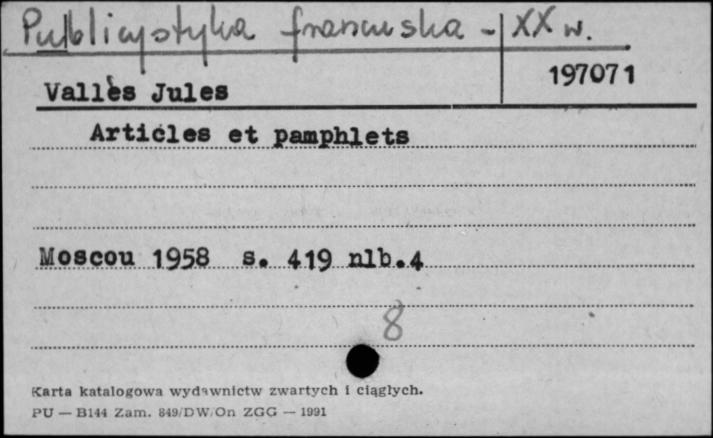 Publicystyka francuska - XX w.
197071
Vallès Jules
Articles et pamphlets
Moscou 1958 s. 419 nlb.4
8
Karta katalogowa wydawnictw zwartych i ciągłych.
PU — B144 Zam. 849/DW/On ZGG — 1991